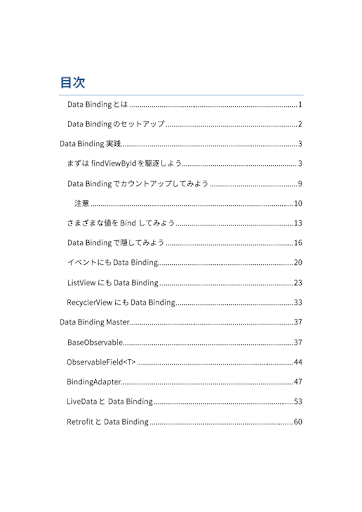 目次
Data Binding とは 1
Data Binding のセットアップ 2
Data Binding 実践 3
まずは findViewById を駆逐しよう 3
Data Binding でカウントアップしてみよう 9
注意 10
さまざまな値を Bind してみよう 13
Data Binding で隠してみよう 16
イベントにも Data Binding 20
ListView にも Data Binding 23
RecyclerView にも Data Binding 33
Data Binding Master 37
BaseObservable 37
ObservableField<T> 44
BindingAdapter 47
LiveData と Data Binding 53
Retrofit と Data Binding 60